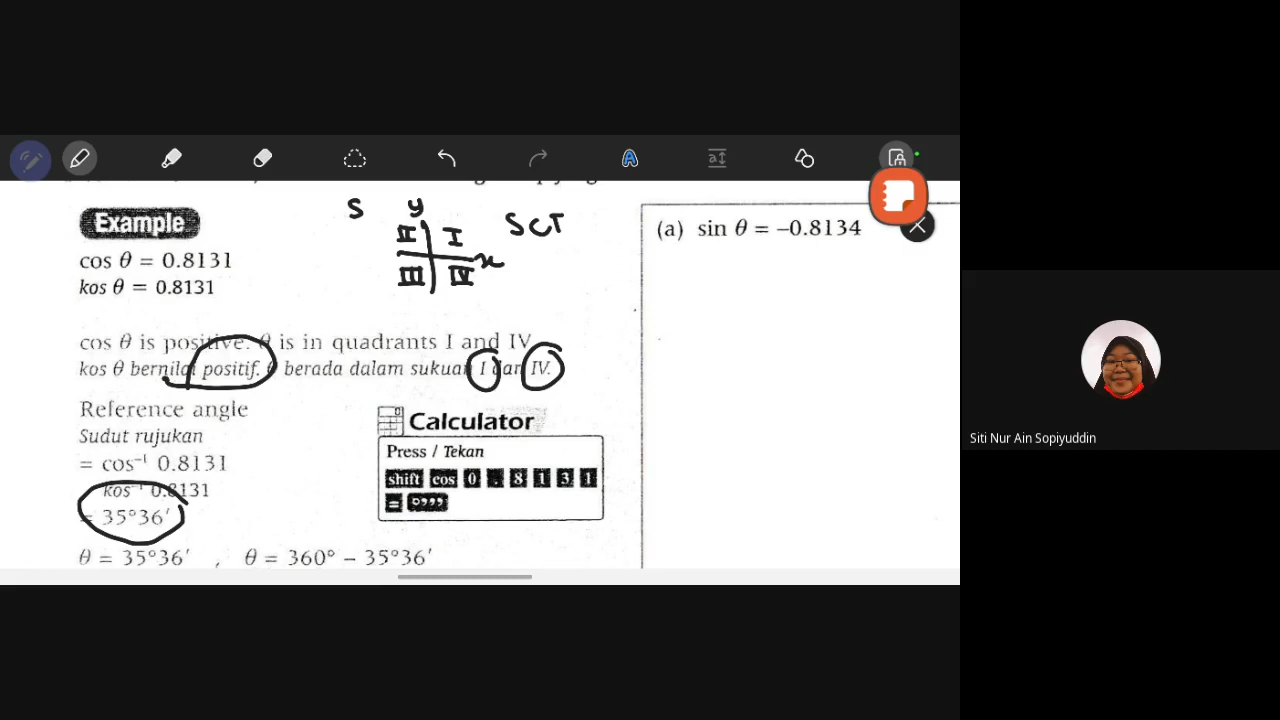 Example
cos θ = 0.8131
kos θ = 0.8131
S y
II I
III IV x
SCT
cos θ is positive. θ is in quadrants I and IV
kos θ bernilai positif. θ berada dalam sukuan I dan IV.
Reference angle
Sudut rujukan
= cos⁻¹ 0.8131
kos⁻¹ 0.8131
= 35°36′
θ = 35°36′ , θ = 360° − 35°36′
Calculator
Press / Tekan
shift cos 0 . 8 1 3 1
= °’’’
(a) sin θ = −0.8134
Siti Nur Ain Sopiyuddin